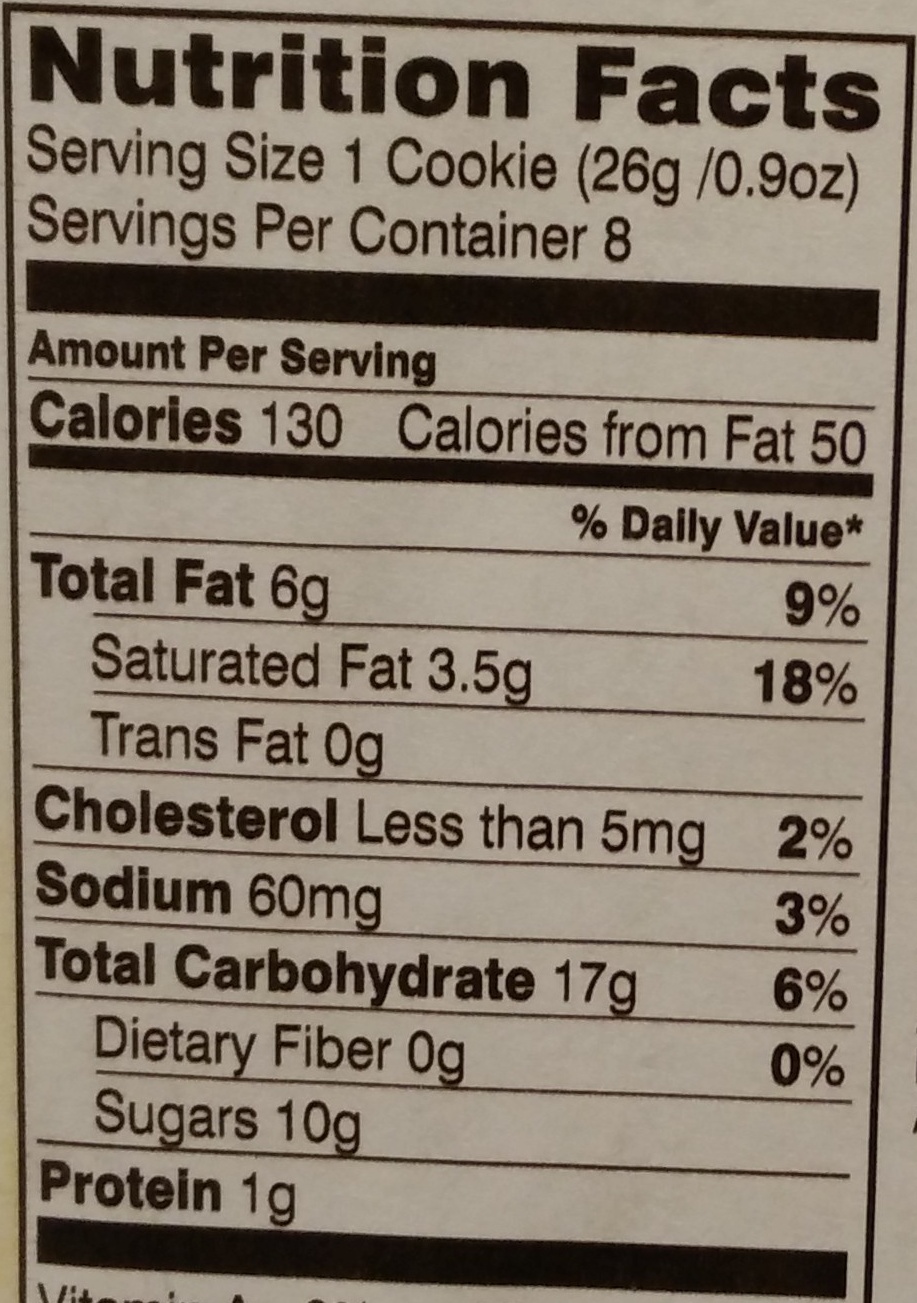 Nutrition Facts
Serving Size 1 Cookie (26g /0.9oz)
Servings Per Container 8
Amount Per Serving
Calories 130 Calories from Fat 50
% Daily Value*
Total Fat 6g 9%
Saturated Fat 3.5g 18%
Trans Fat 0g
Cholesterol Less than 5mg 2%
Sodium 60mg 3%
Total Carbohydrate 17g 6%
Dietary Fiber 0g 0%
Sugars 10g
Protein 1g